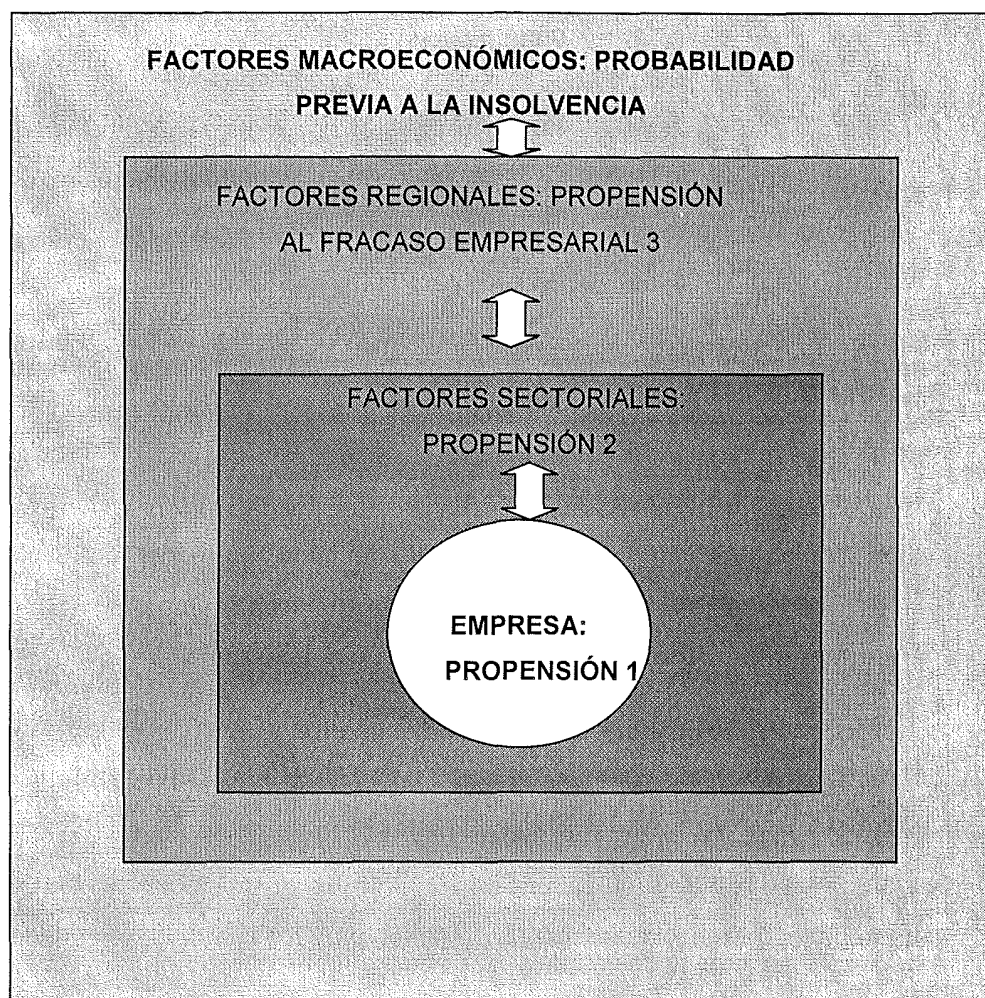 FACTORES MACROECONÓMICOS: PROBABILIDAD
PREVIA A LA INSOLVENCIA
FACTORES REGIONALES: PROPENSIÓN
AL FRACASO EMPRESARIAL 3
FACTORES SECTORIALES:
PROPENSIÓN 2
EMPRESA:
PROPENSIÓN 1